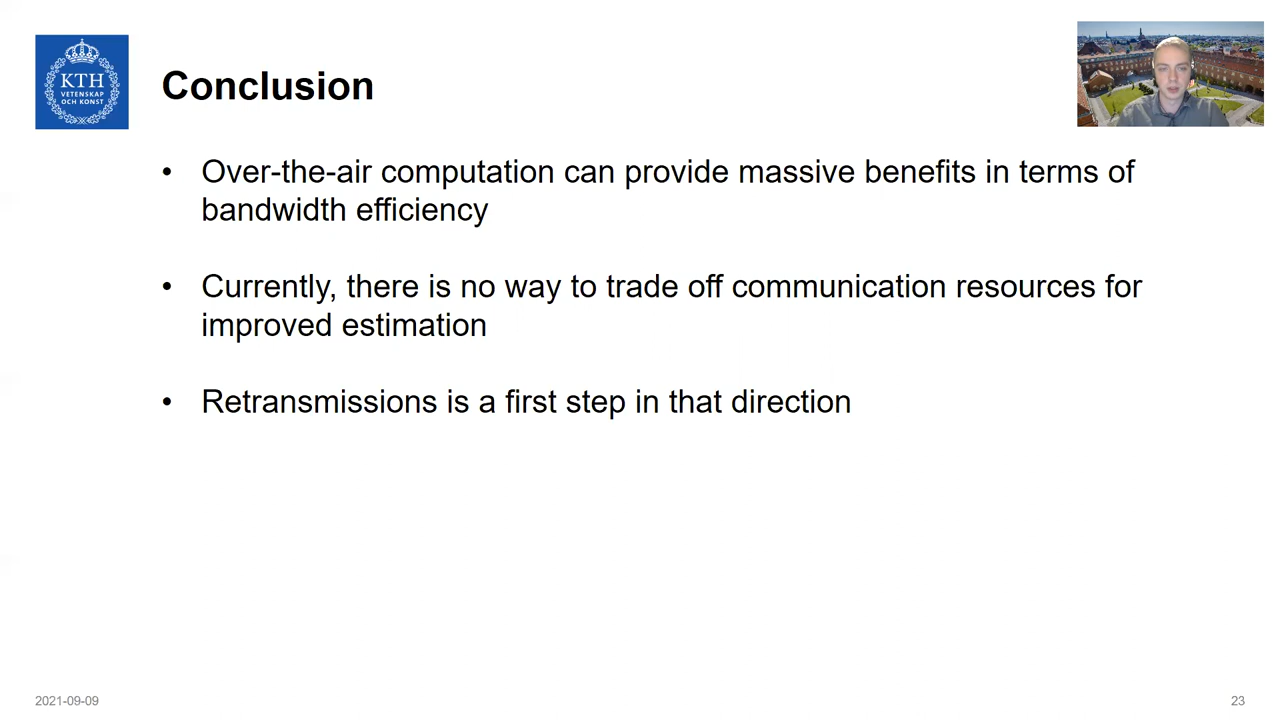 KTH
VETENSKAP
OCH KONST
Conclusion
• Over-the-air computation can provide massive benefits in terms of
bandwidth efficiency
• Currently, there is no way to trade off communication resources for
improved estimation
• Retransmissions is a first step in that direction
2021-09-09
23